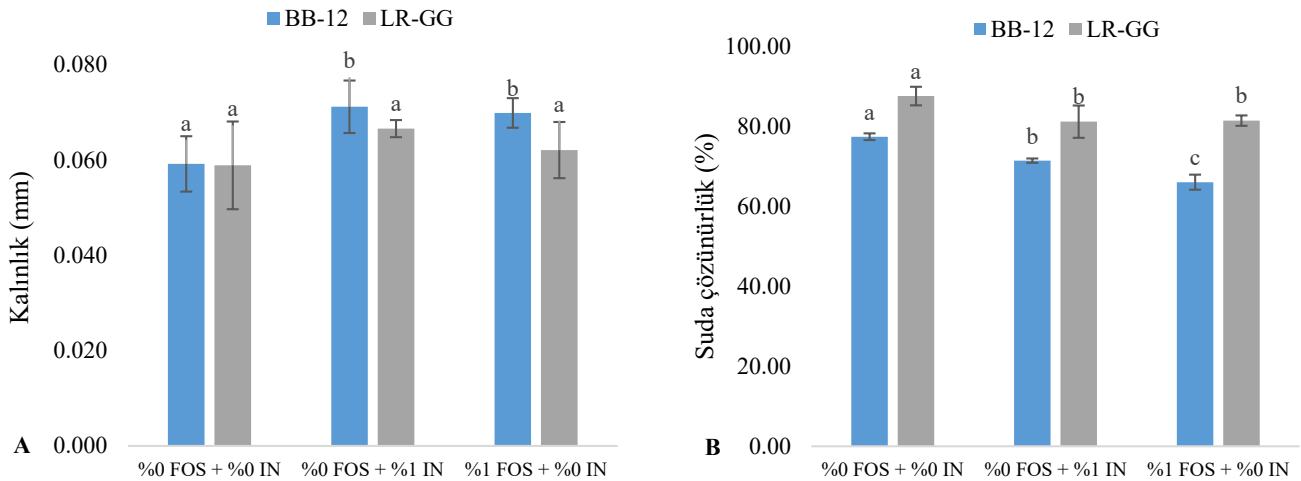 BB-12 LR-GG
Kalınlık (mm)
0.080
0.060
0.040
0.020
0.000
a a b a b a
%0 FOS + %0 IN %0 FOS + %1 IN %1 FOS + %0 IN
A
BB-12 LR-GG
Suda çözünürlük (%)
100.00
80.00
60.00
40.00
20.00
0.00
a a b b c b
%0 FOS + %0 IN %0 FOS + %1 IN %1 FOS + %0 IN
B